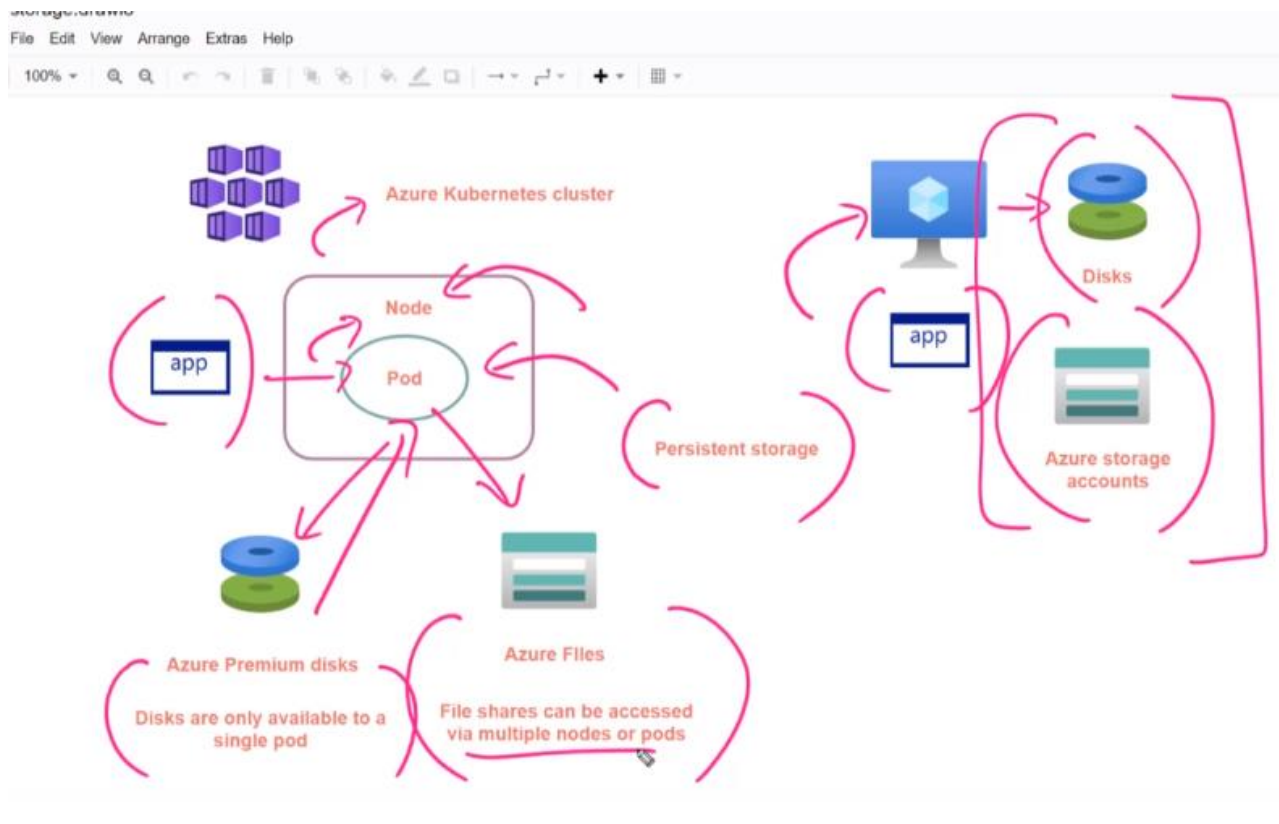 storage.drawio
File Edit View Arrange Extras Help
100%
Azure Kubernetes cluster
Node
app
Pod
Persistent storage
app
Disks
Azure storage
accounts
Azure Premium disks
Disks are only available to a
single pod
Azure FIles
File shares can be accessed
via multiple nodes or pods